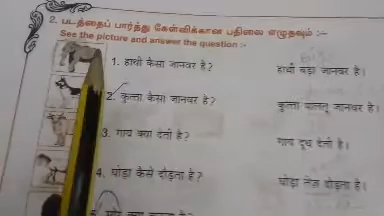 2. படத்தைப் பார்த்து கேள்விக்கான பதிலை எழுதவும் :-
See the picture and answer the question :-
1. हाथी कैसा जानवर है? हाथी बड़ा जानवर है।
2. कुत्ता कैसा जानवर है? कुत्ता पालतू जानवर है।
3. गाय क्या देती है? गाय दूध देती है।
4. घोड़ा कैसे दौड़ता है? घोड़ा तेज़ दौड़ता है।